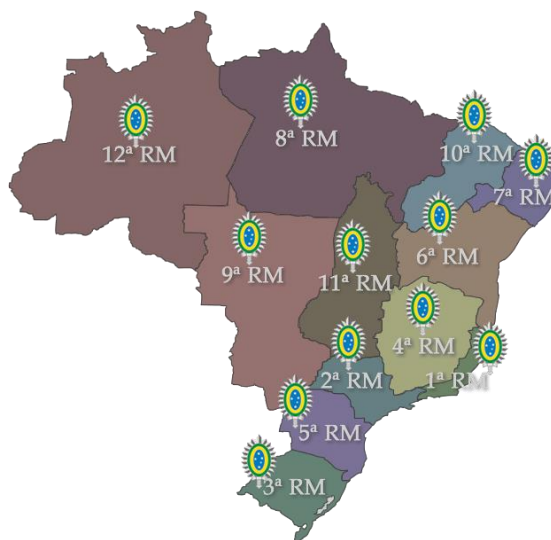 12ª RM
8ª RM
10ª RM
7ª RM
6ª RM
9ª RM
11ª RM
4ª RM
2ª RM
1ª RM
5ª RM
3ª RM